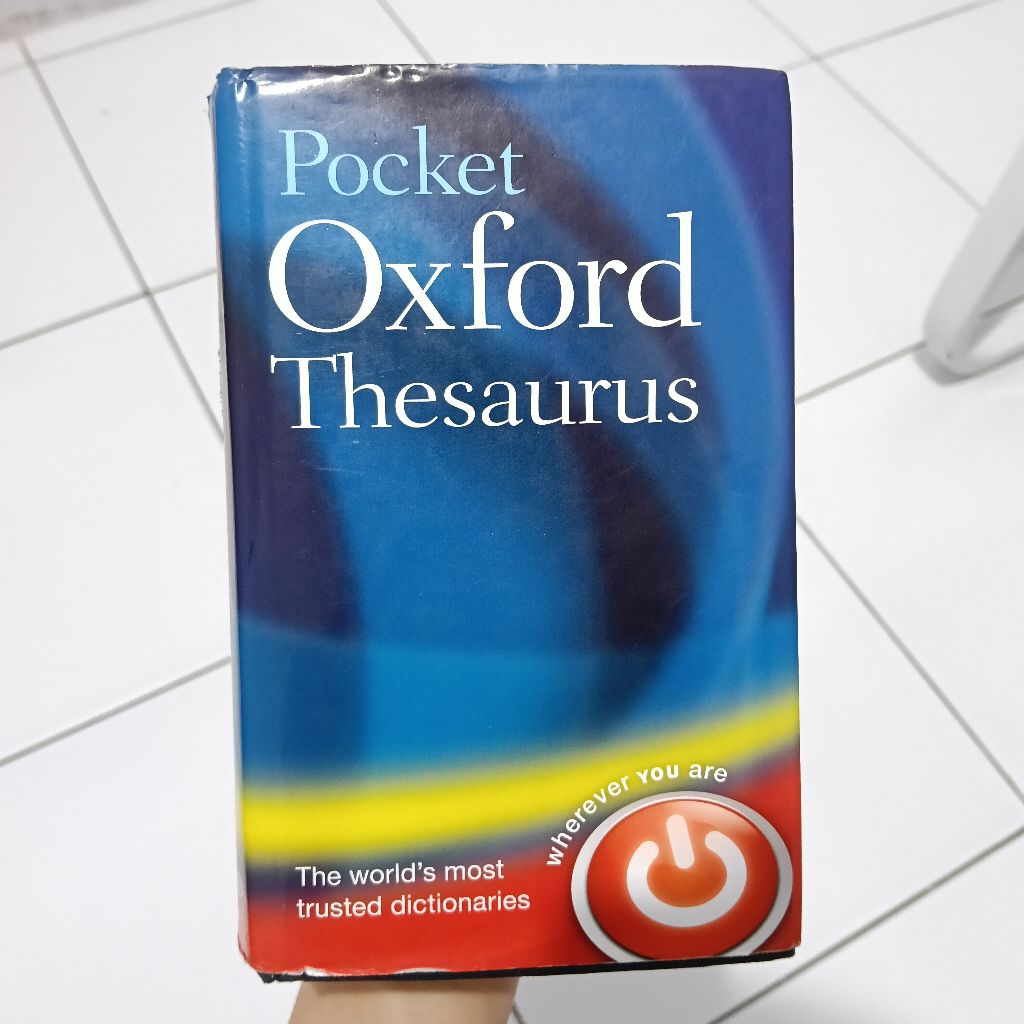 Pocket
Oxford
Thesaurus
wherever YOU are
The world's most
trusted dictionaries